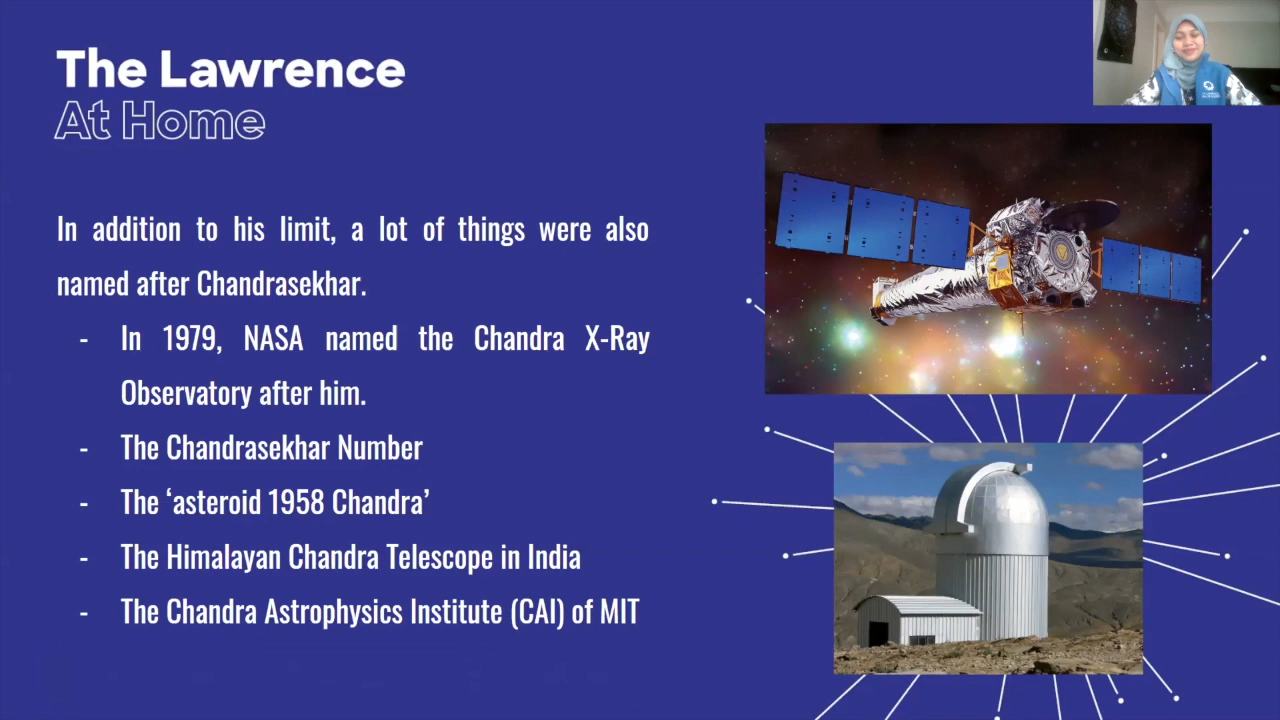 The Lawrence
At Home
In addition to his limit, a lot of things were also
named after Chandrasekhar.
- In 1979, NASA named the Chandra X-Ray
Observatory after him.
- The Chandrasekhar Number
- The ‘asteroid 1958 Chandra’
- The Himalayan Chandra Telescope in India
- The Chandra Astrophysics Institute (CAI) of MIT